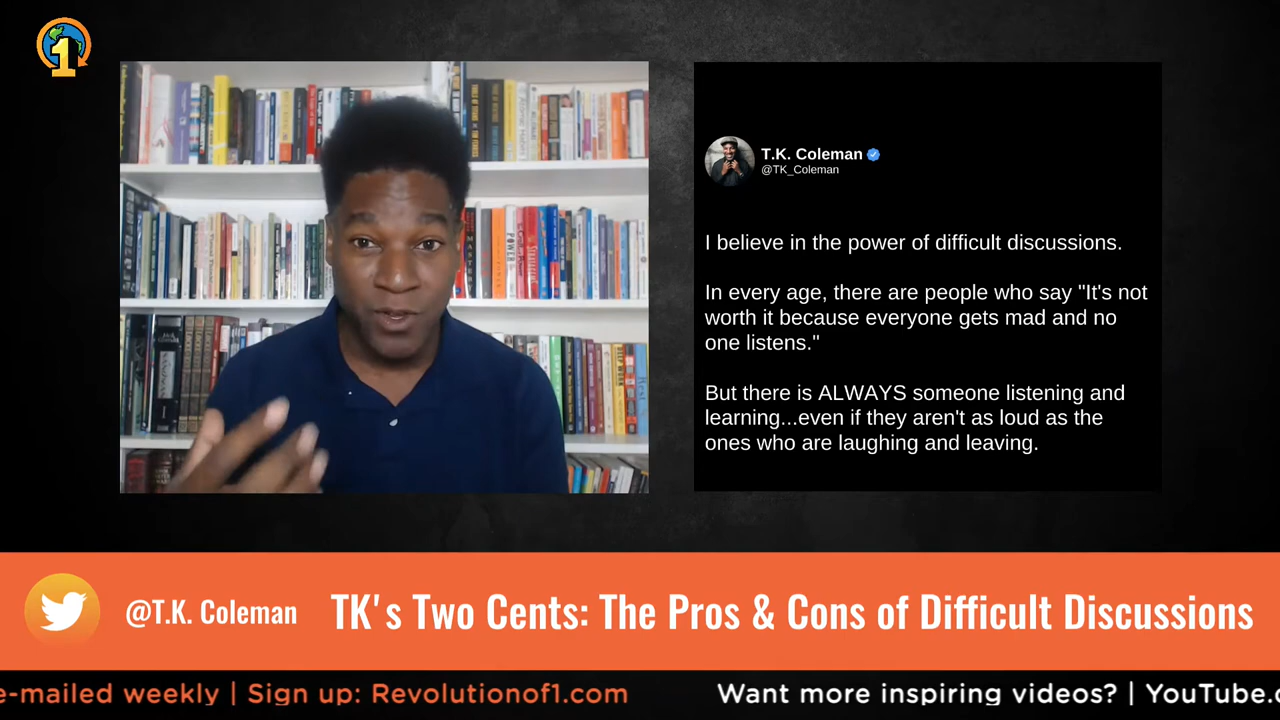 1
T.K. Coleman
@TK_Coleman
I believe in the power of difficult discussions.
In every age, there are people who say "It's not
worth it because everyone gets mad and no
one listens."
But there is ALWAYS someone listening and
learning...even if they aren't as loud as the
ones who are laughing and leaving.
POWER
MASTERY
@T.K. Coleman
TK's Two Cents: The Pros & Cons of Difficult Discussions
e-mailed weekly | Sign up: Revolutionof1.com
Want more inspiring videos? | YouTube.c